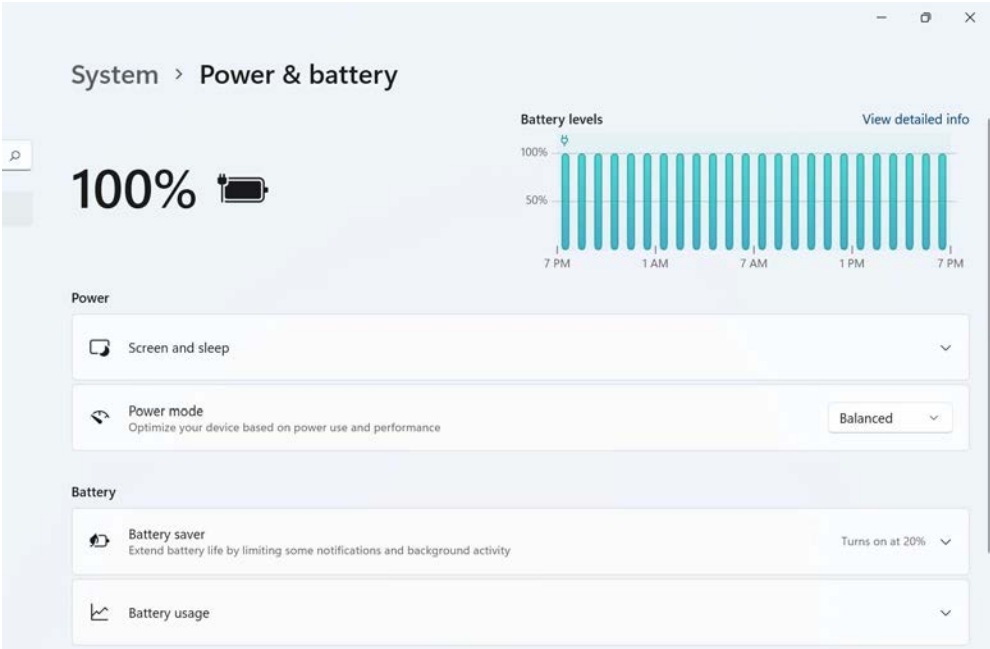 System > Power & battery
Battery levels
View detailed info
100%
100%
50%
7 PM
1 AM
7 AM
1 PM
7 PM
Power
Screen and sleep
Power mode
Optimize your device based on power use and performance
Balanced
Battery
Battery saver
Extend battery life by limiting some notifications and background activity
Turns on at 20%
Battery usage